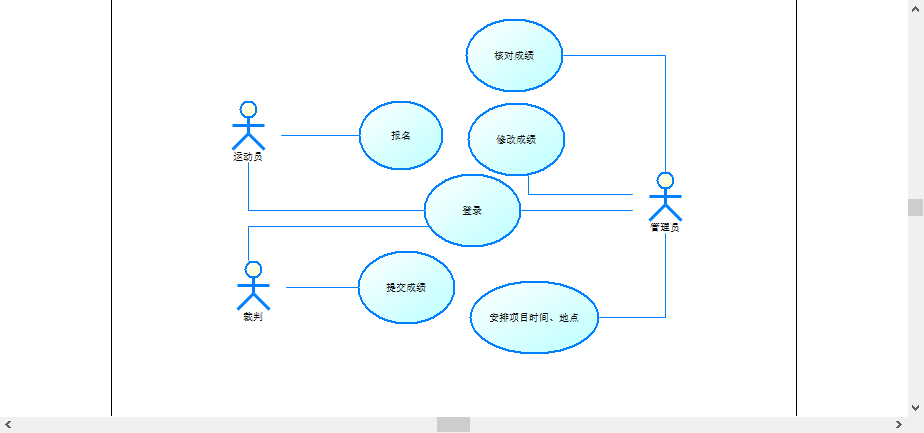 核对成绩
报名
修改成绩
运动员
登录
管理员
提交成绩
裁判
安排项目时间、地点